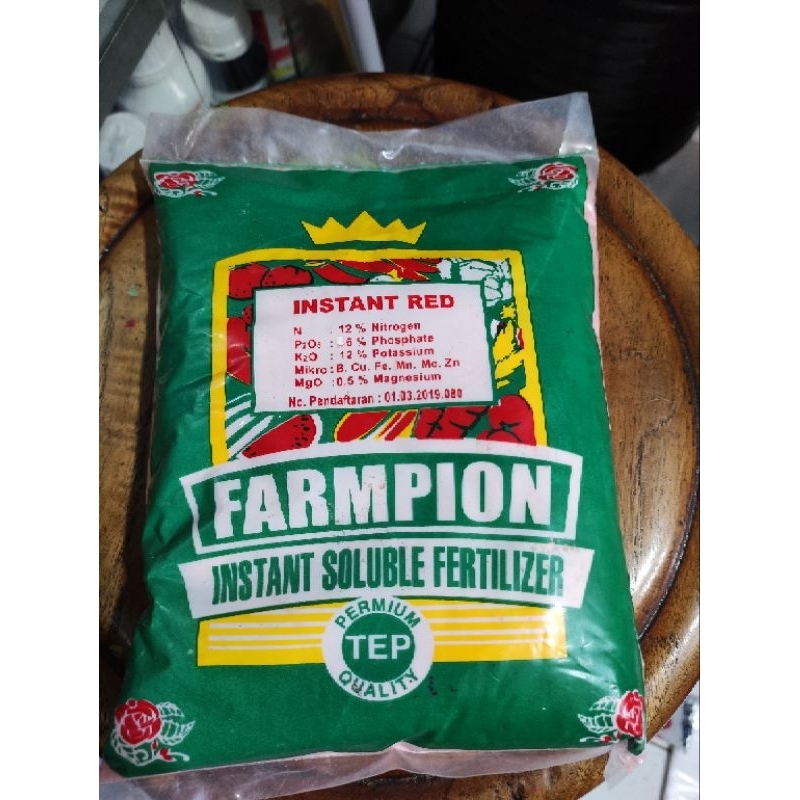 INSTANT RED
N : 12 % Nitrogen
P2O5 : 6 % Phosphate
K2O : 12 % Potassium
Mikro : B, Cu, Fe, Mn, Mo, Zn
MgO : 0.5 % Magnesium
No. Pendaftaran : 01.03.2019.080
FARMPION
INSTANT SOLUBLE FERTILIZER
PERMIUM
TEP
QUALITY